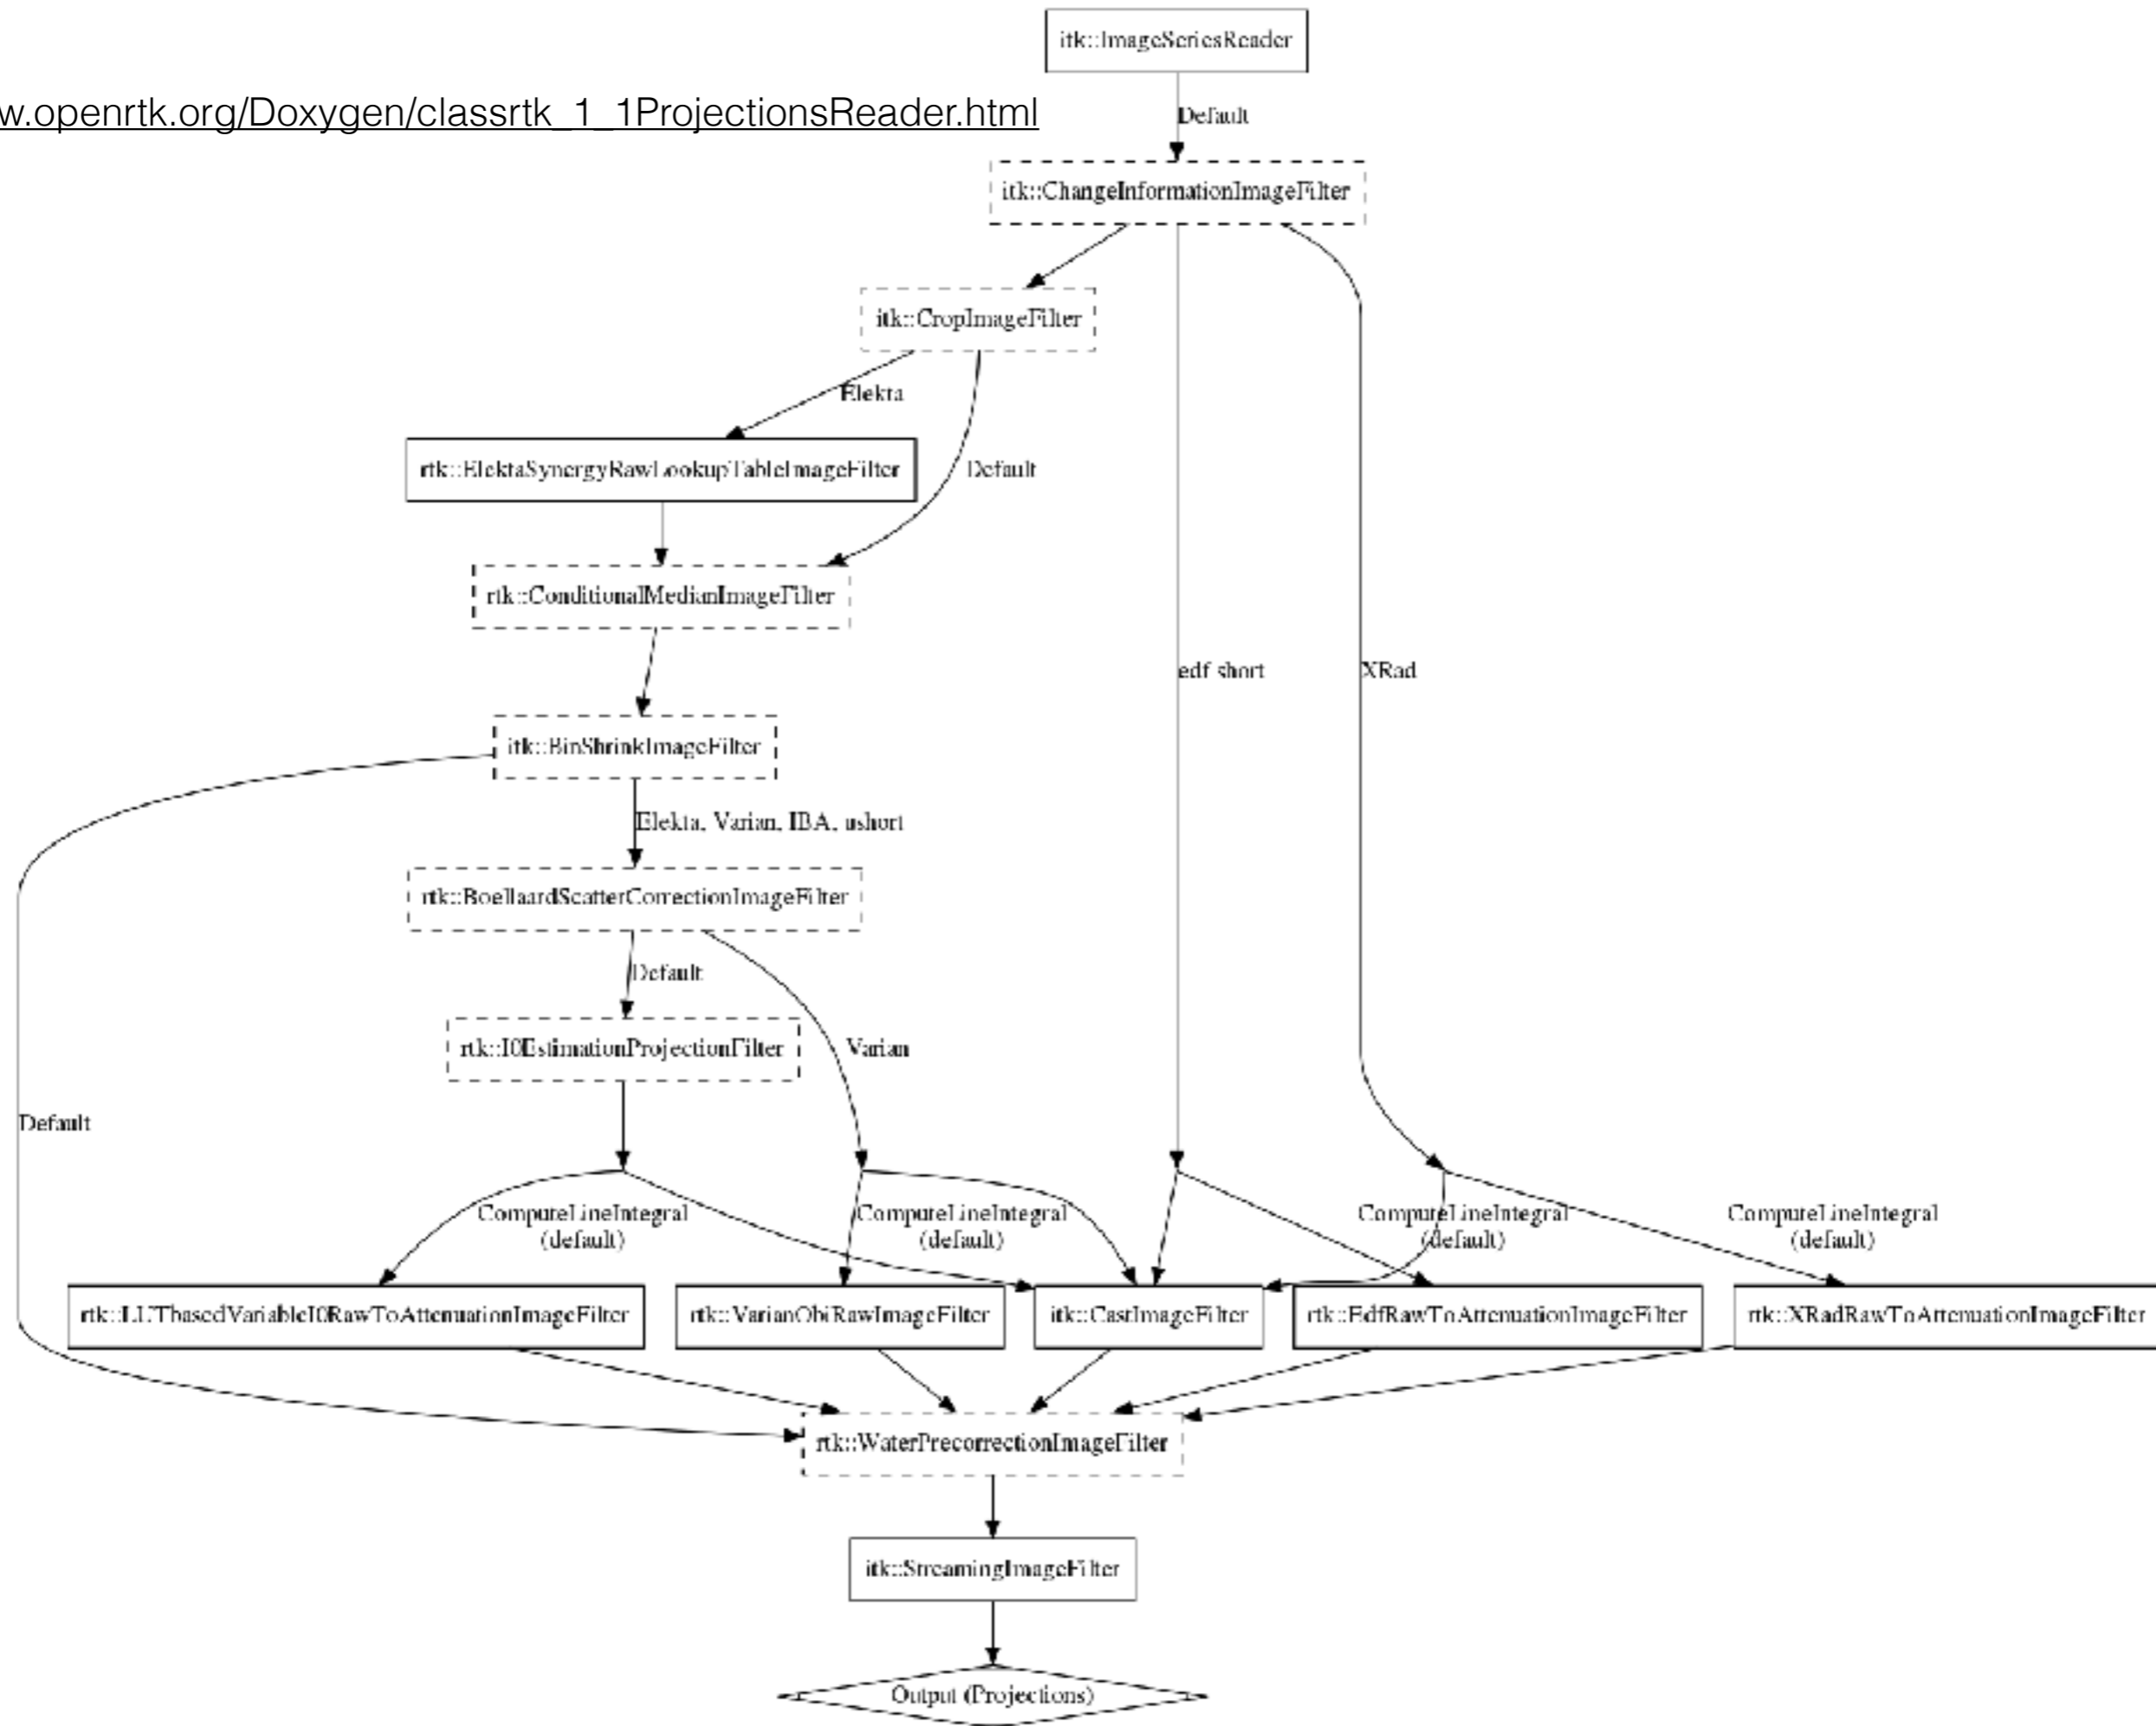 itk::ImageSeriesReader
w.openrtk.org/Doxygen/classrtk_1_1ProjectionsReader.html
Default
itk::ChangeInformationImageFilter
itk::CropImageFilter
Elekta
rtk::ElektaSynergyRawLookupTableImageFilter
Default
rtk::ConditionalMedianImageFilter
edf short
XRad
itk::BinShrinkImageFilter
Elekta, Varian, IBA, ushort
rtk::BoellaardScatterCorrectionImageFilter
Default
rtk::I0EstimationProjectionFilter
Varian
Default
ComputeLineIntegral
(default)
ComputeLineIntegral
(default)
ComputeLineIntegral
(default)
ComputeLineIntegral
(default)
rtk::LUTbasedVariableI0RawToAttenuationImageFilter
rtk::VarianObiRawImageFilter
itk::CastImageFilter
rtk::EdfRawToAttenuationImageFilter
rtk::XRadRawToAttenuationImageFilter
rtk::WaterPrecorrectionImageFilter
itk::StreamingImageFilter
Output (Projections)